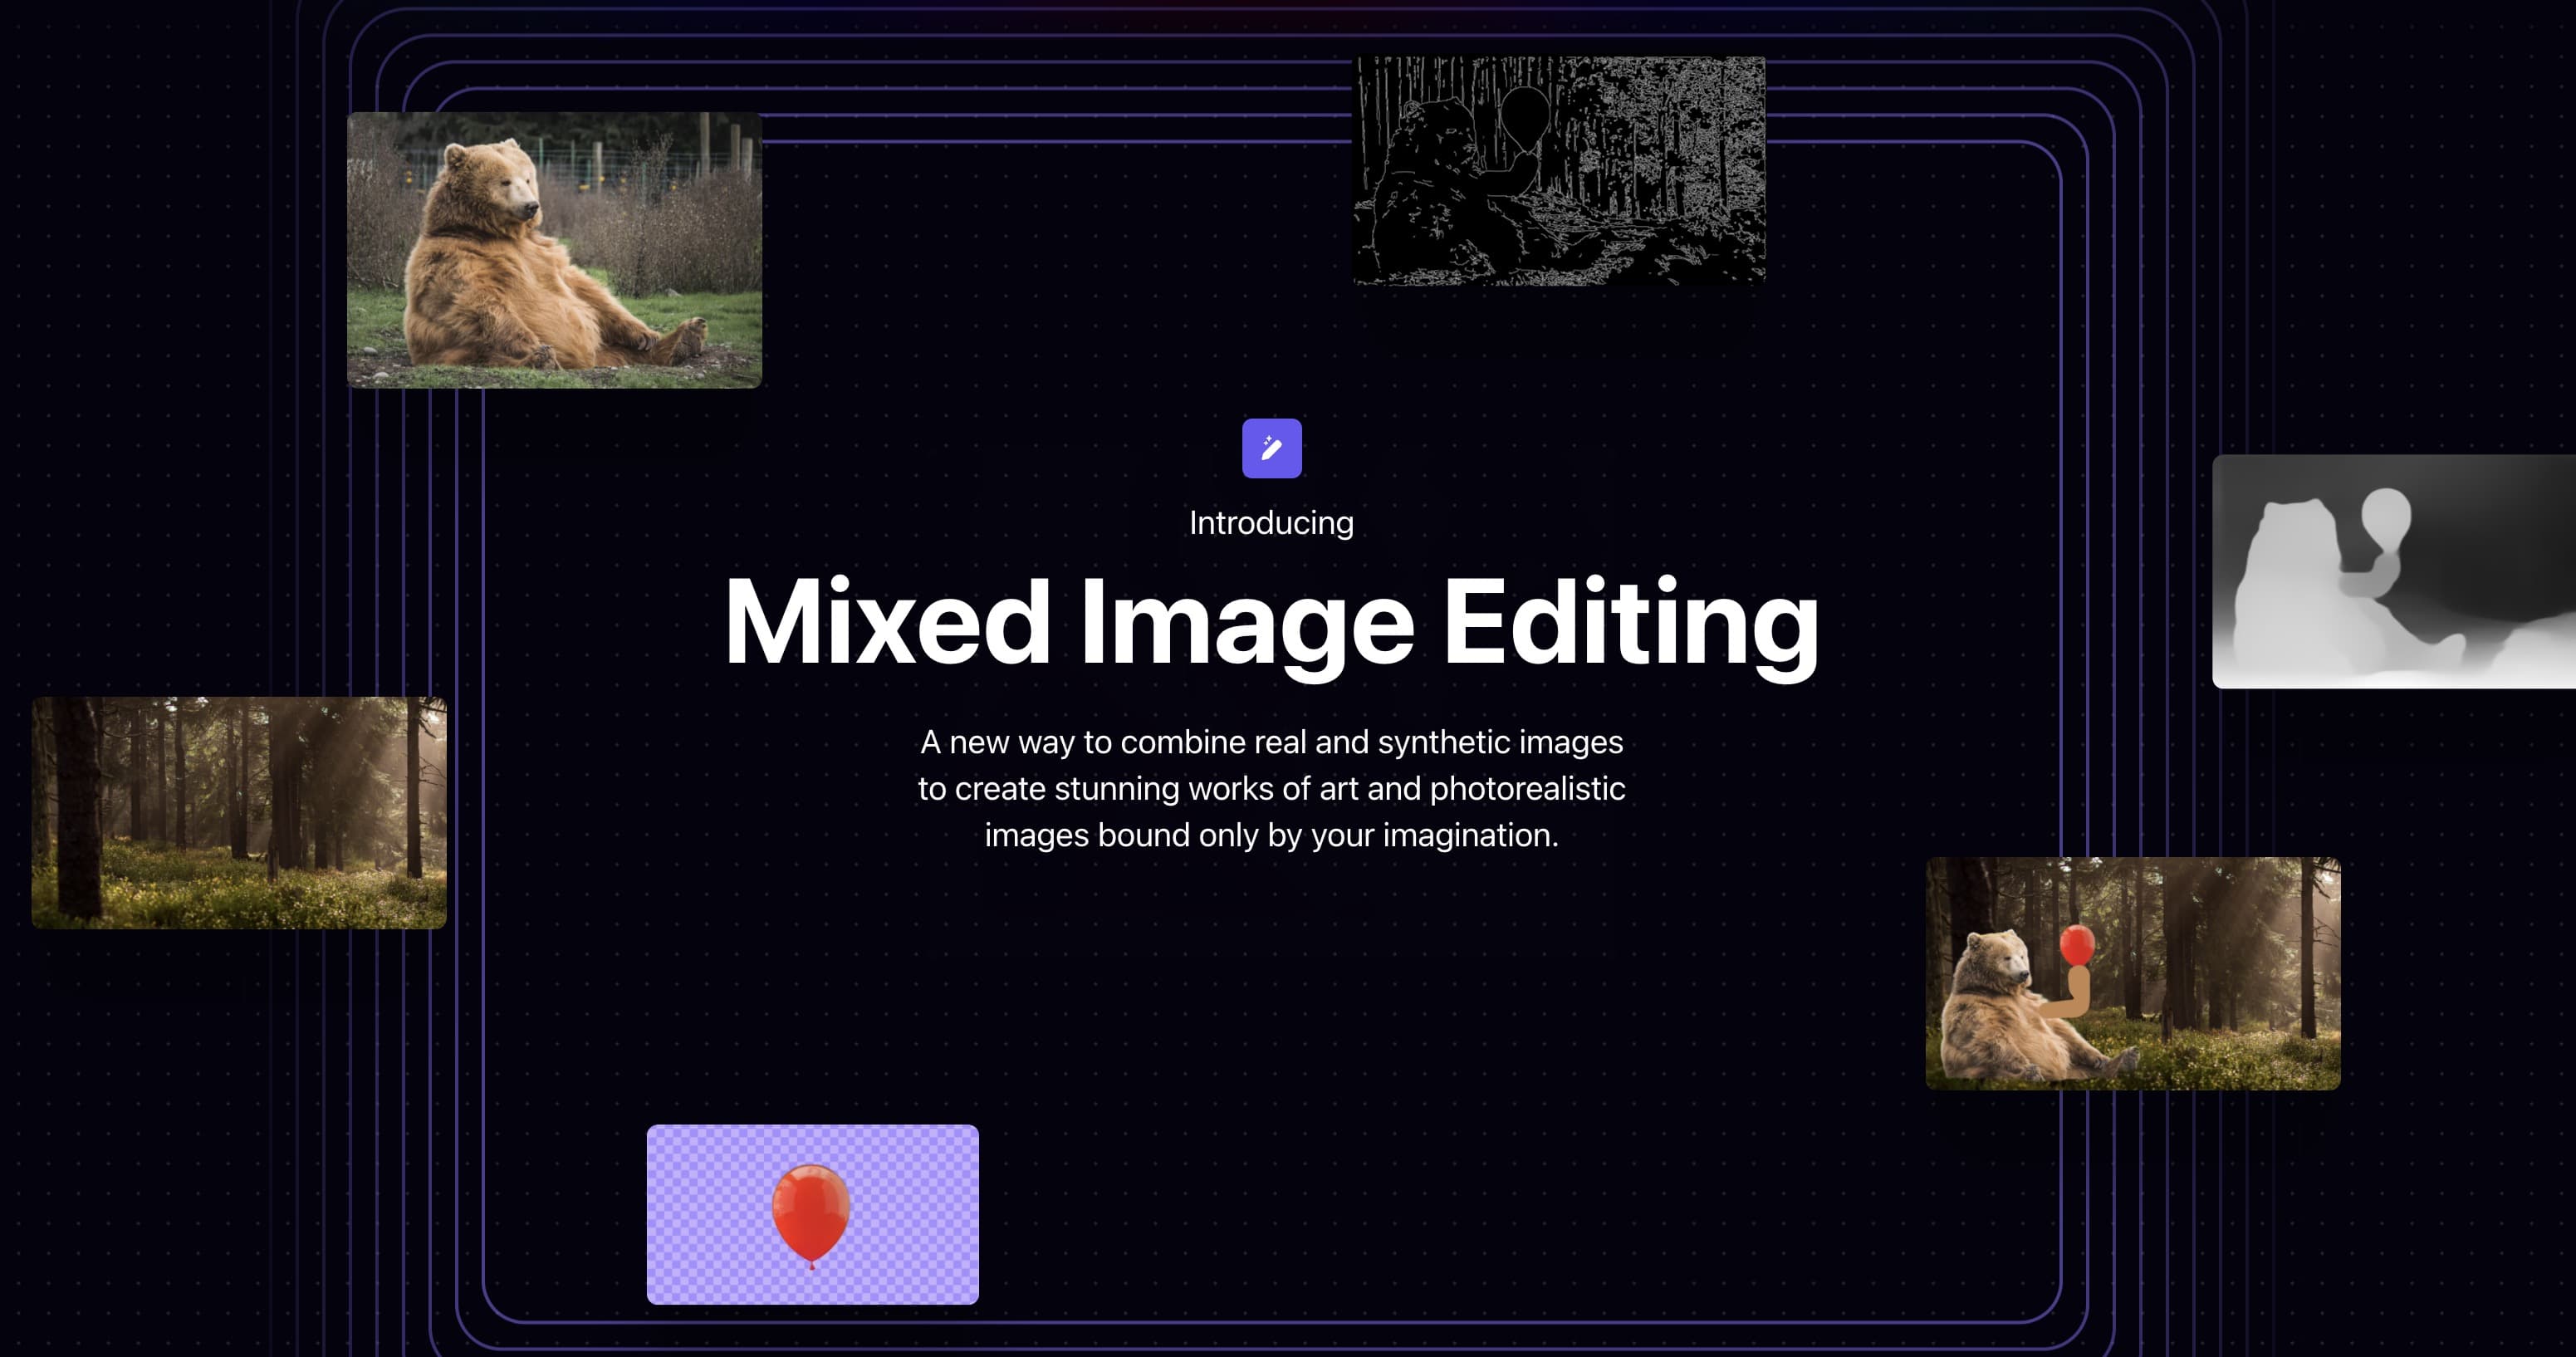 Introducing
Mixed Image Editing
A new way to combine real and synthetic images
to create stunning works of art and photorealistic
images bound only by your imagination.